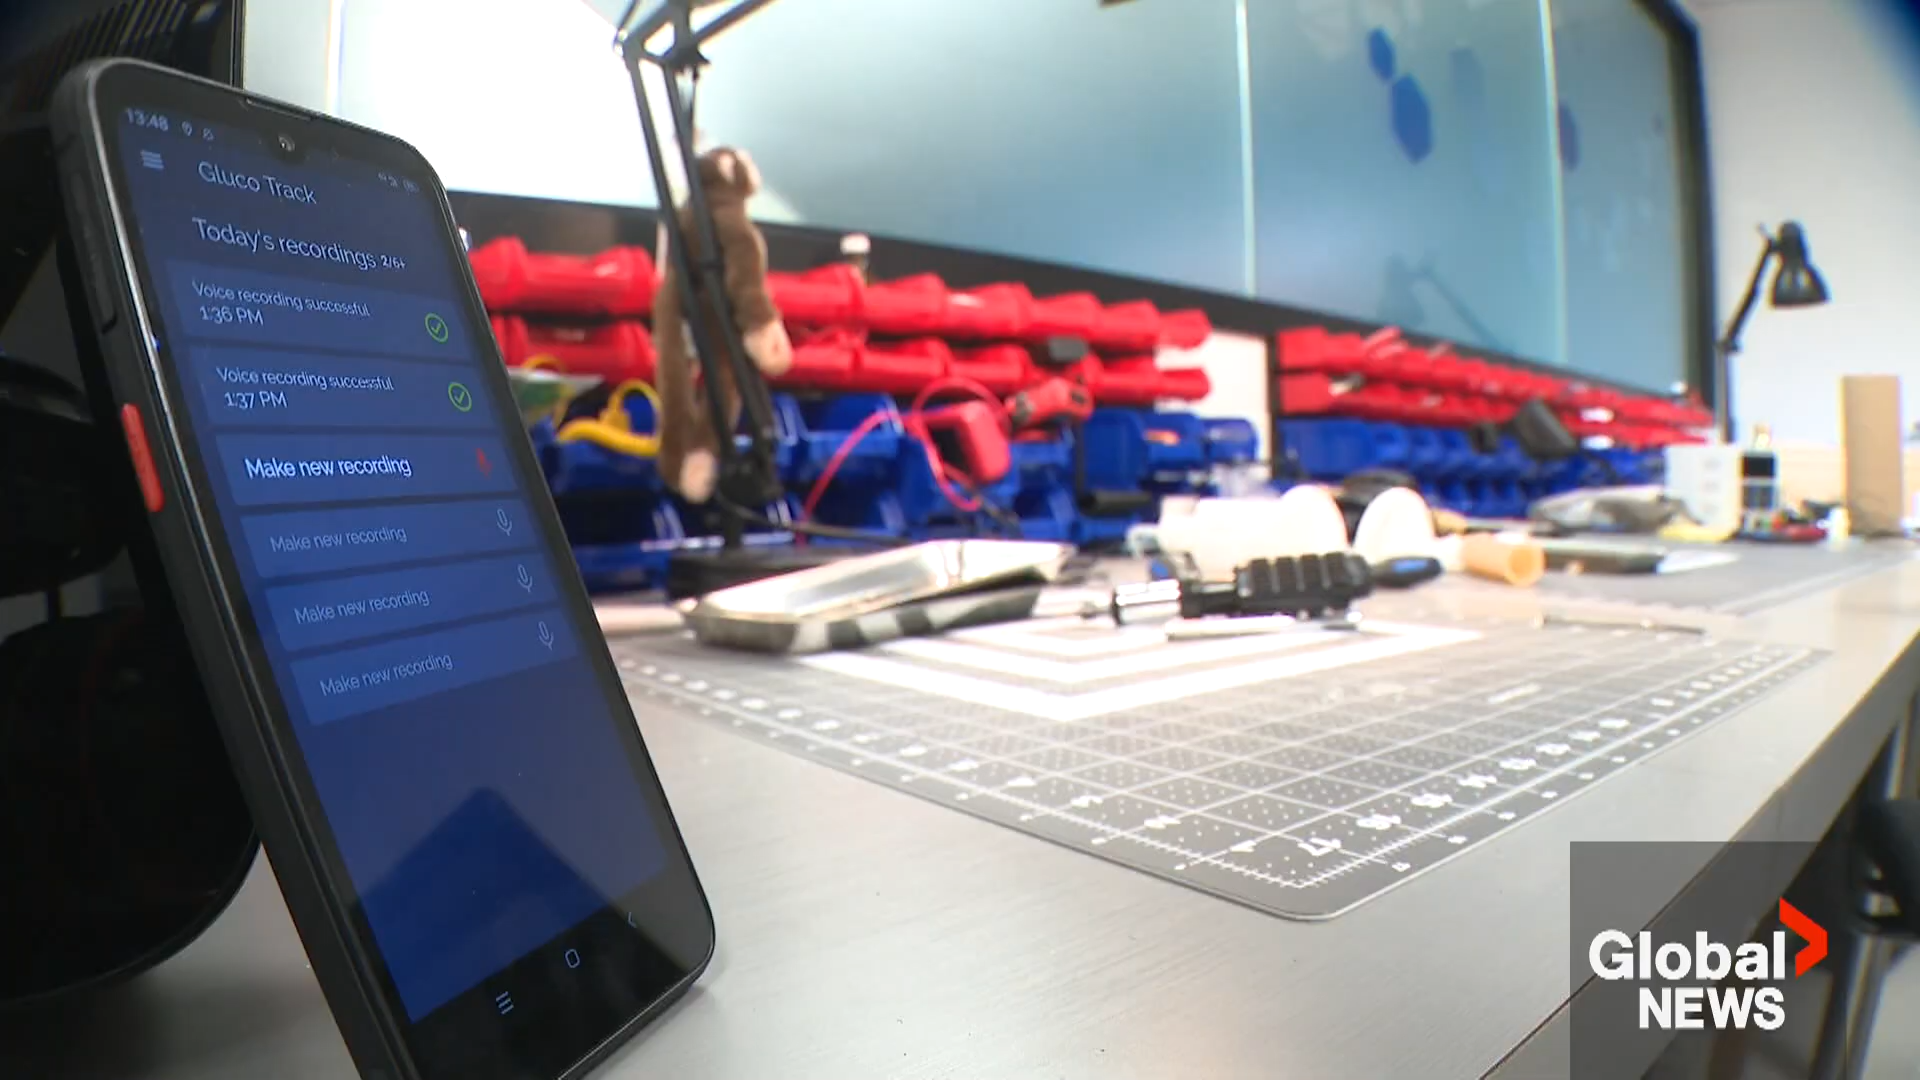 13:48
Gluco Track
Today's recordings 2/6+
Voice recording successful
1:36 PM
Voice recording successful
1:37 PM
Make new recording
Make new recording
Make new recording
Make new recording
Global
NEWS